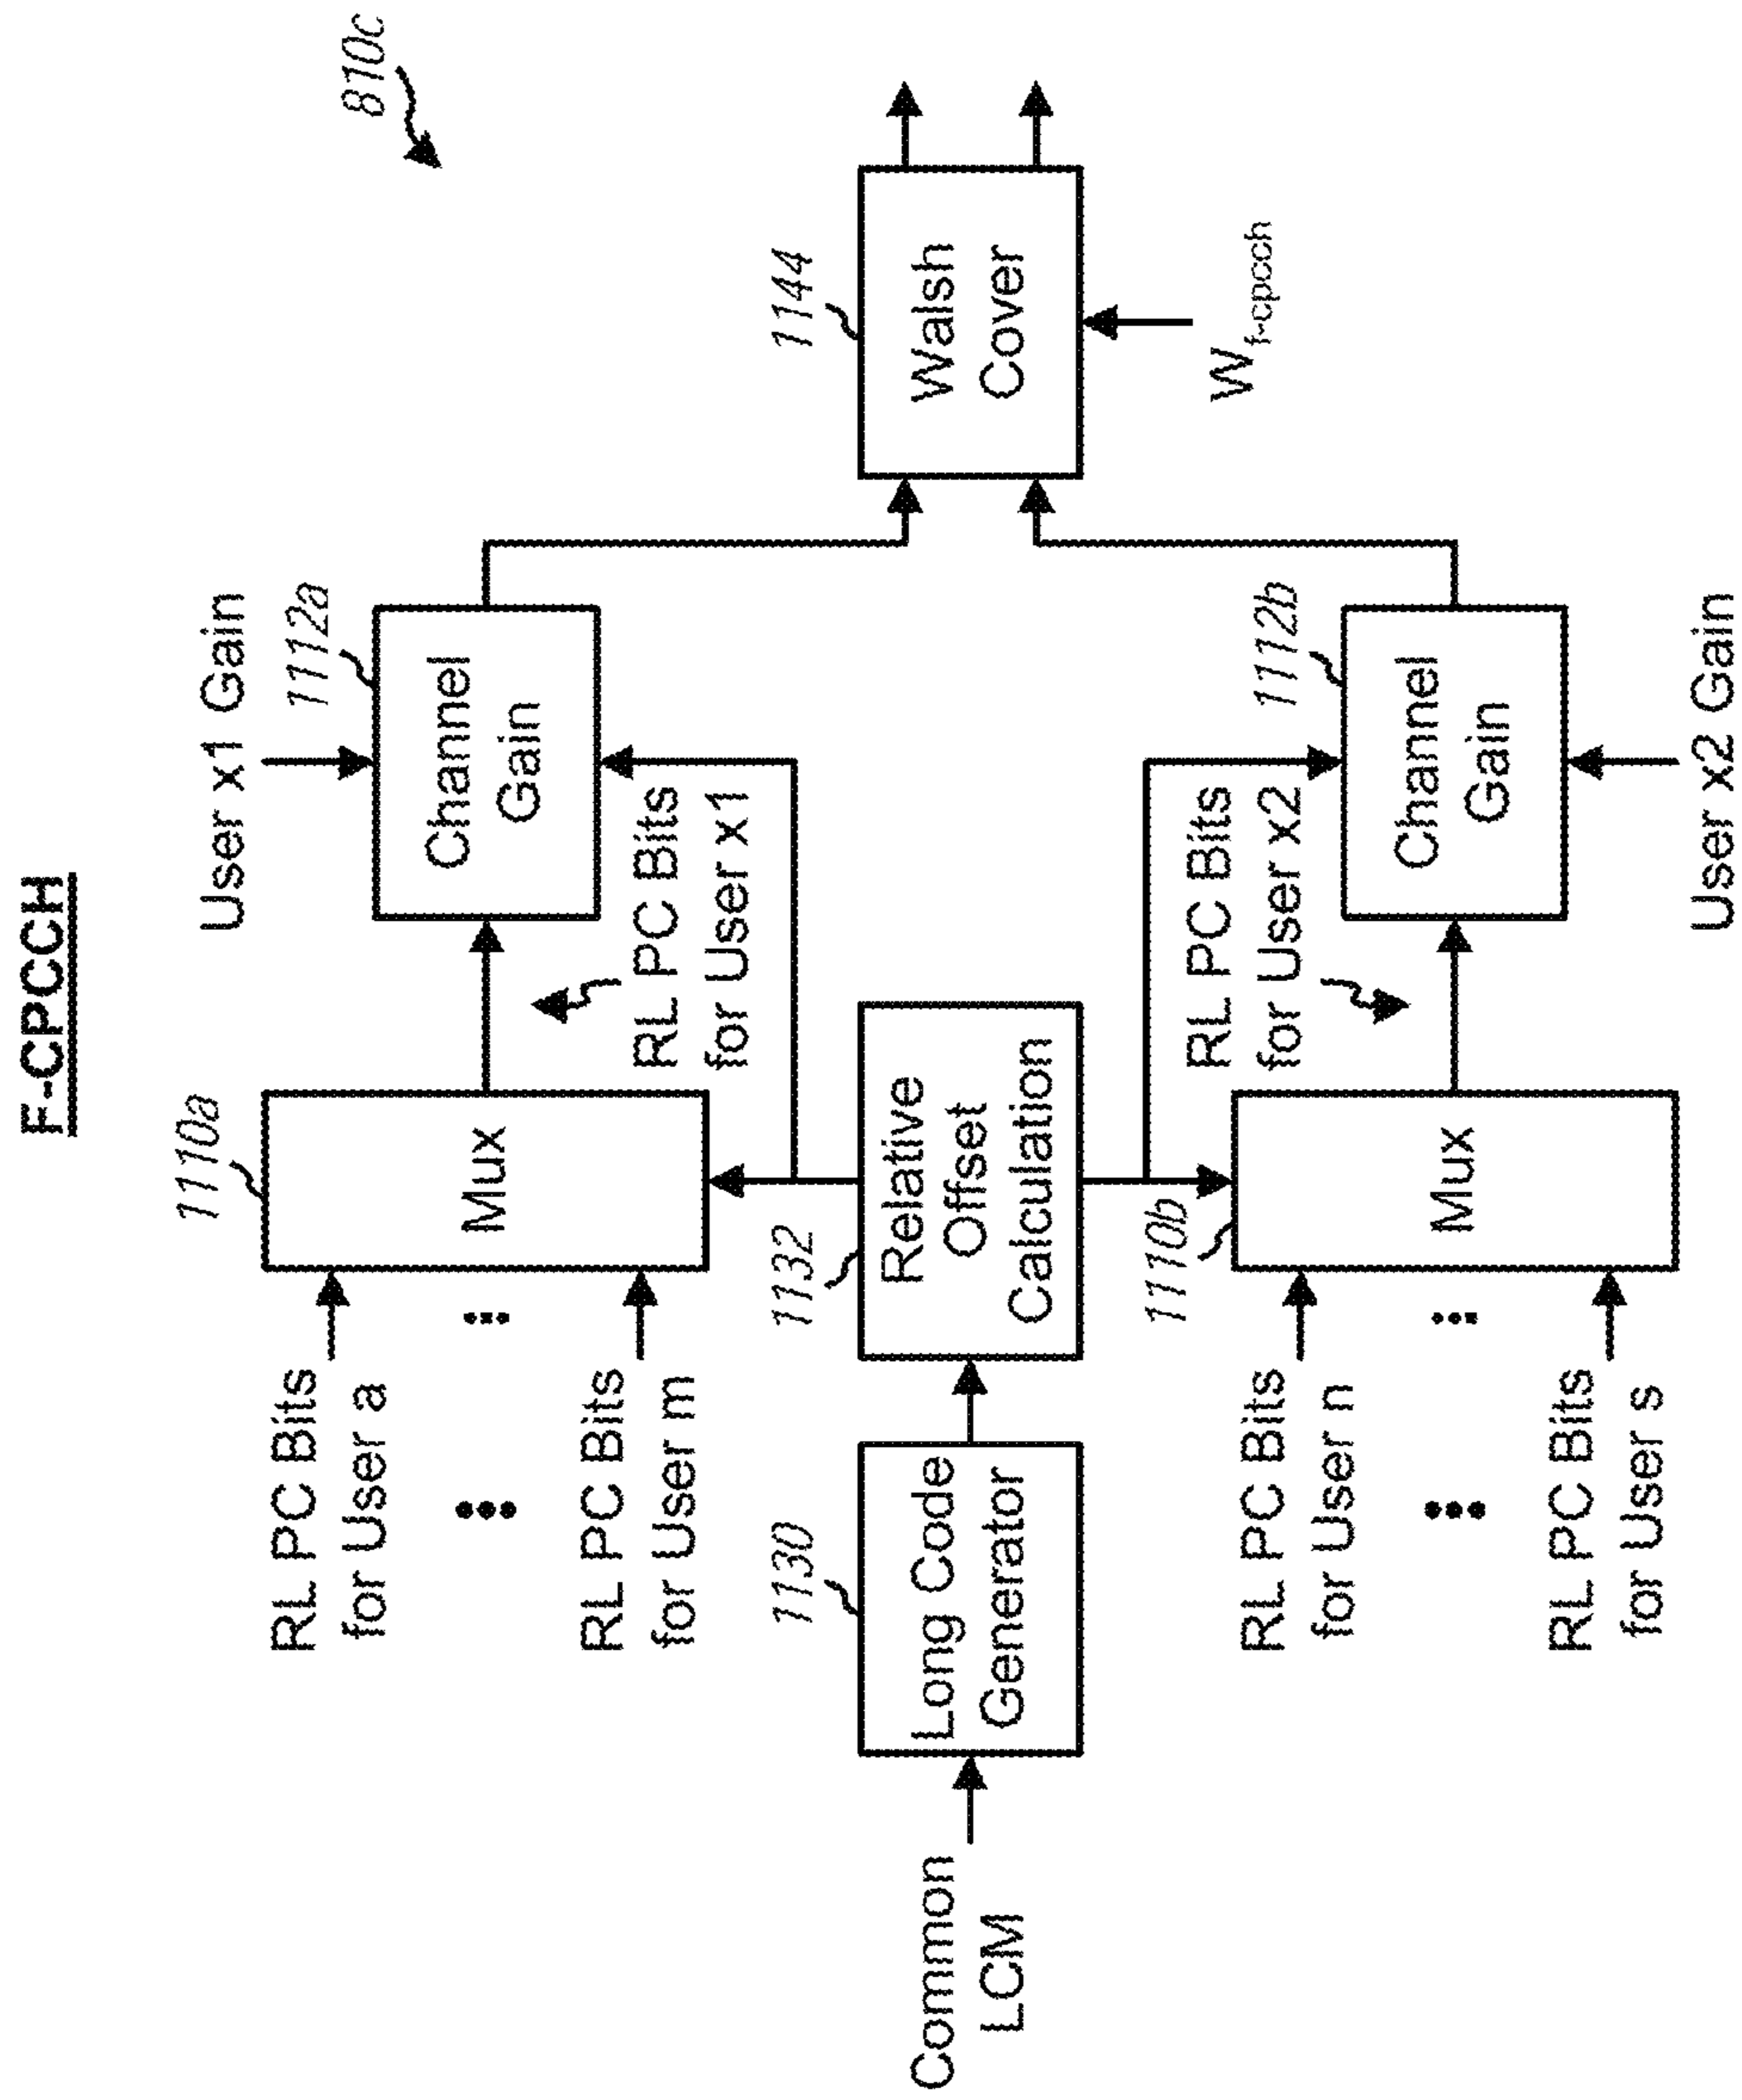 F-CPCCH
810c
User x1 Gain
1110a
1112a
RL PC Bits
for User a
Mux
Channel
Gain
RL PC Bits
for User m
RL PC Bits
for User x1
1130
1132
1144
Common
LCM
Long Code
Generator
Relative
Offset
Calculation
Walsh
Cover
W f-cpcch
1110b
1112b
RL PC Bits
for User x2
RL PC Bits
for User n
Mux
Channel
Gain
RL PC Bits
for User s
User x2 Gain